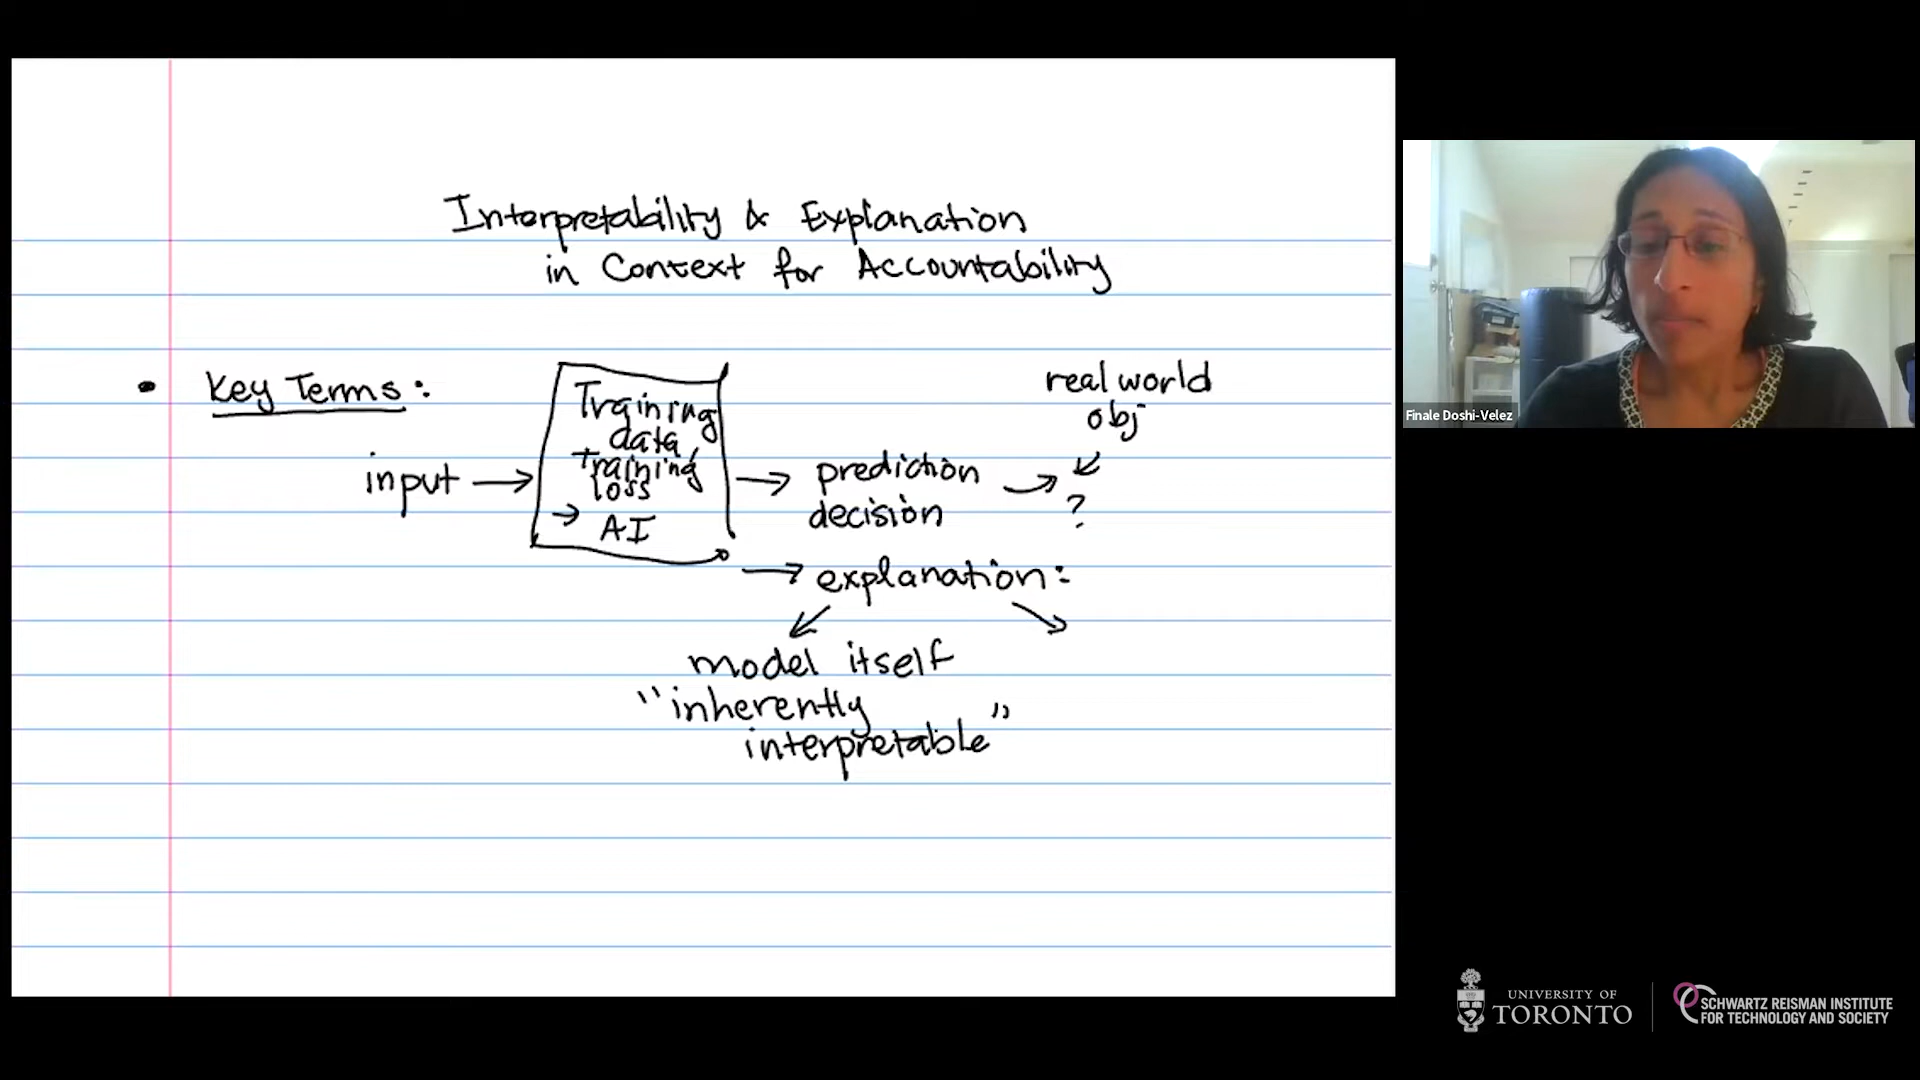 Interpretability & Explanation
in Context for Accountability
• Key Terms:
input →
Training
data,
training
loss
→ AI
→ prediction
decision
real world
obj
?
→ explanation:
model itself
"inherently
interpretable"
Finale Doshi-Velez
UNIVERSITY OF
TORONTO
SCHWARTZ REISMAN INSTITUTE
FOR TECHNOLOGY AND SOCIETY